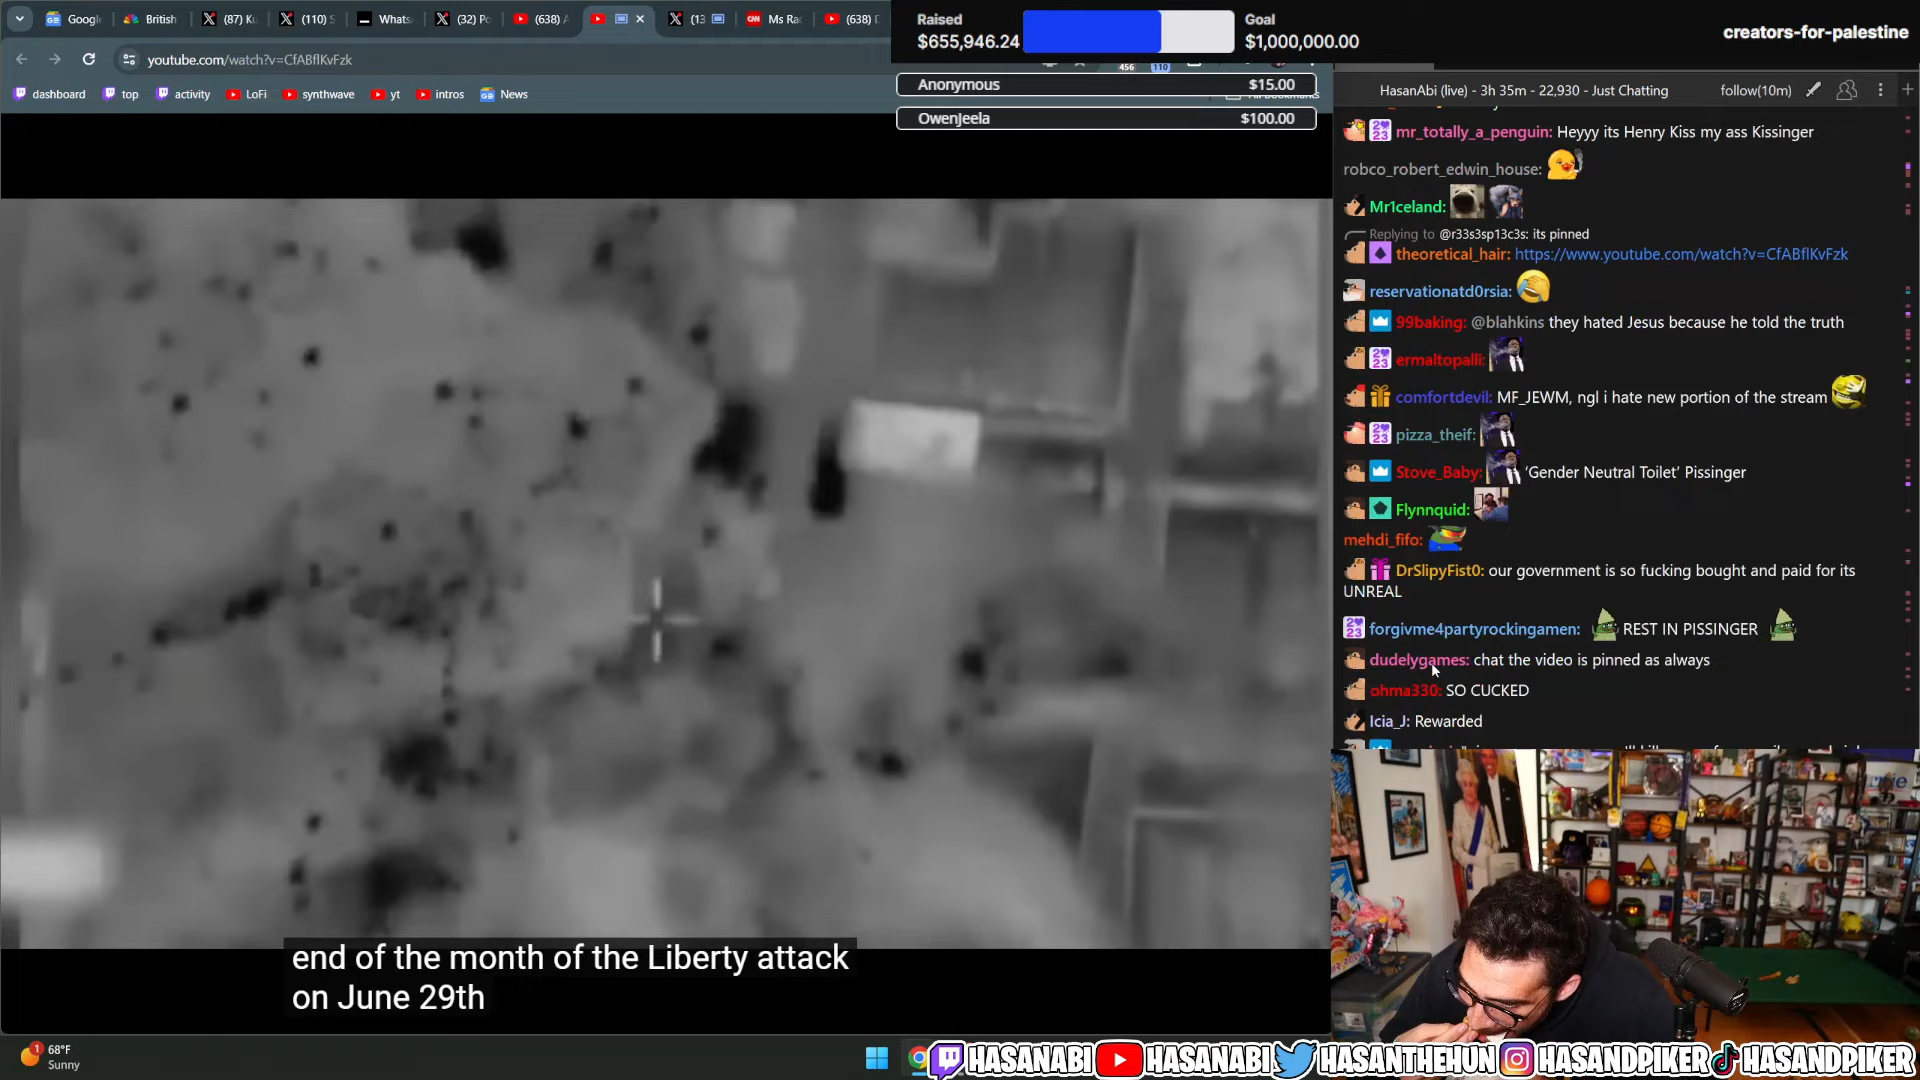 Googl
British
(87) Ku
(110) S
Whats
(32) Po
(638) A
(13
Ms Ra
(638) D
youtube.com/watch?v=CfABflKvFzk
dashboard
top
activity
LoFi
synthwave
yt
intros
News
Raised
$655,946.24
Goal
$1,000,000.00
456
110
Anonymous $15.00
OwenJeela $100.00
creators-for-palestine
HasanAbi (live) - 3h 35m - 22,930 - Just Chatting
follow(10m)
mr_totally_a_penguin: Heyyy its Henry Kiss my ass Kissinger
robco_robert_edwin_house:
Mr1celand:
Replying to @r33s3sp13c3s: its pinned
theoretical_hair: https://www.youtube.com/watch?v=CfABflKvFzk
reservationatd0rsia:
99baking: @blahkins they hated Jesus because he told the truth
ermaltopalli:
comfortdevil: MF_JEWM, ngl i hate new portion of the stream
pizza_theif:
Stove_Baby: 'Gender Neutral Toilet' Pissinger
Flynnquid:
mehdi_fifo:
DrSlipyFist0: our government is so fucking bought and paid for its
UNREAL
forgivme4partyrockingamen: REST IN PISSINGER
dudelygames: chat the video is pinned as always
ohma330: SO CUCKED
Icia_J: Rewarded
end of the month of the Liberty attack
on June 29th
1
68°F
Sunny
HASANABI
HASANABI
HASANTHEHUN
HASANDPIKER
HASANDPIKER